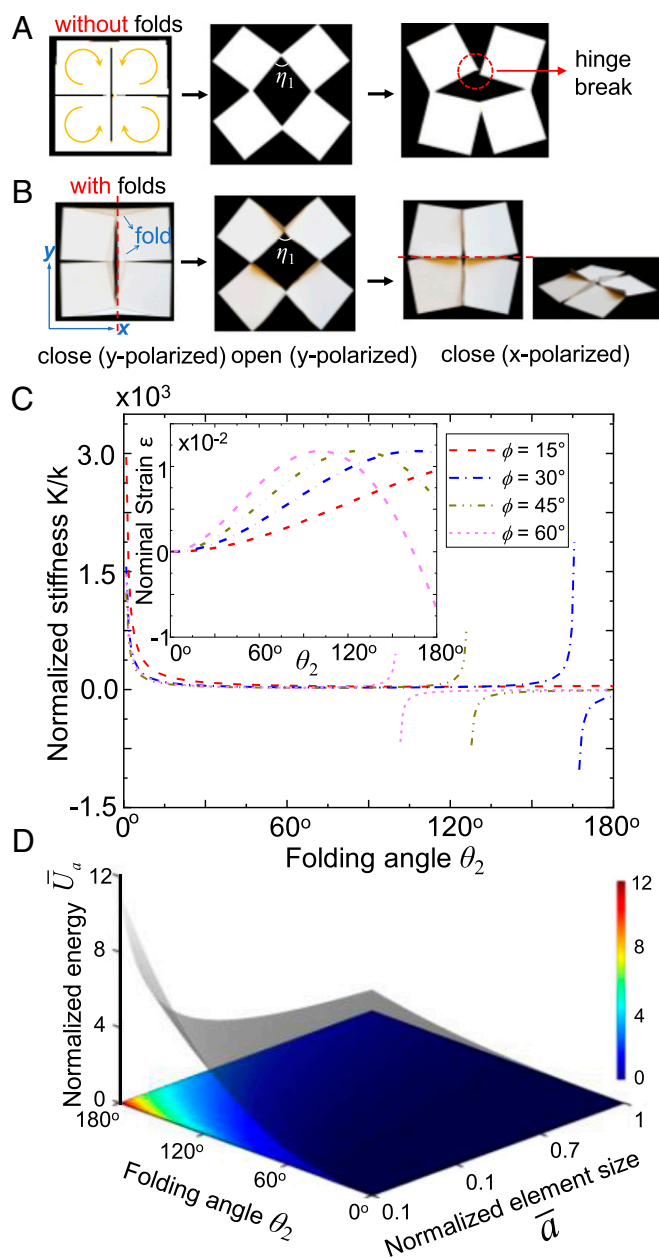 A
without folds
η₁
hinge
break
B
with folds
fold
y
x
η₁
close (y-polarized) open (y-polarized) close (x-polarized)
C
x10³
Normalized stiffness K/k
3.0
1.5
0.0
-1.5
0° 60° 120° 180°
Folding angle θ₂
x10⁻²
Nominal Strain ε
1
0
-1
0° 60° 120° 180°
θ₂
ϕ = 15°
ϕ = 30°
ϕ = 45°
ϕ = 60°
D
Normalized energy U̅ₐ
12
8
4
0
180°
120°
60°
0°
Folding angle θ₂
0.1
0.1
0.7
1
Normalized element size
a̅
12
8
4
0